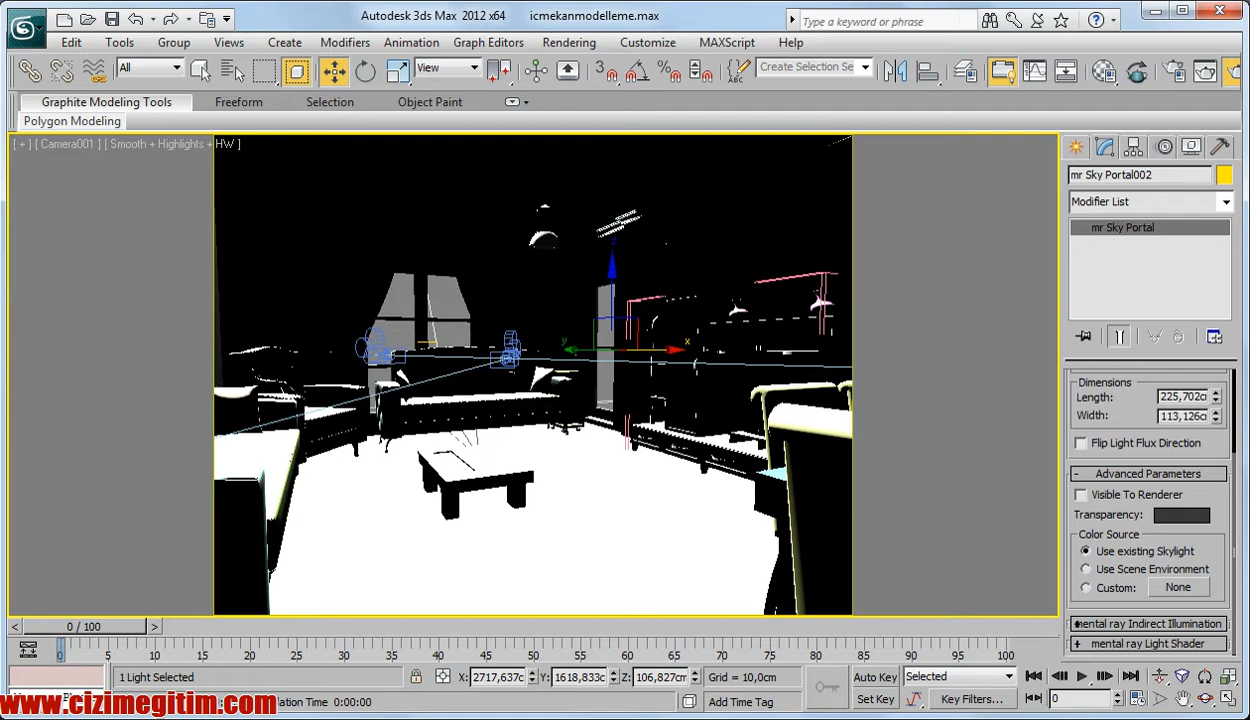 Autodesk 3ds Max 2012 x64 icmekanmodelleme.max
Type a keyword or phrase
Edit Tools Group Views Create Modifiers Animation Graph Editors Rendering Customize MAXScript Help
All View Create Selection Se
Graphite Modeling Tools Freeform Selection Object Paint
Polygon Modeling
[ + ] [ Camera001 ] [ Smooth + Highlights + HW ]
mr Sky Portal002
Modifier List
mr Sky Portal
z
y
x
Dimensions
Length: 225,702c
Width: 113,126c
Flip Light Flux Direction
- Advanced Parameters
Visible To Renderer
Transparency:
Color Source
Use existing Skylight
Use Scene Environment
Custom: None
mental ray Indirect Illumination
+ mental ray Light Shader
< 0 / 100 >
0 5 10 15 20 25 30 35 40 45 50 55 60 65 70 75 80 85 90 95 100
1 Light Selected X: 2717,637c Y: 1618,833c Z: 106,827cm Grid = 10,0cm Auto Key Selected
www.cizimegitim.com
lation Time 0:00:00 Add Time Tag Set Key Key Filters... 0